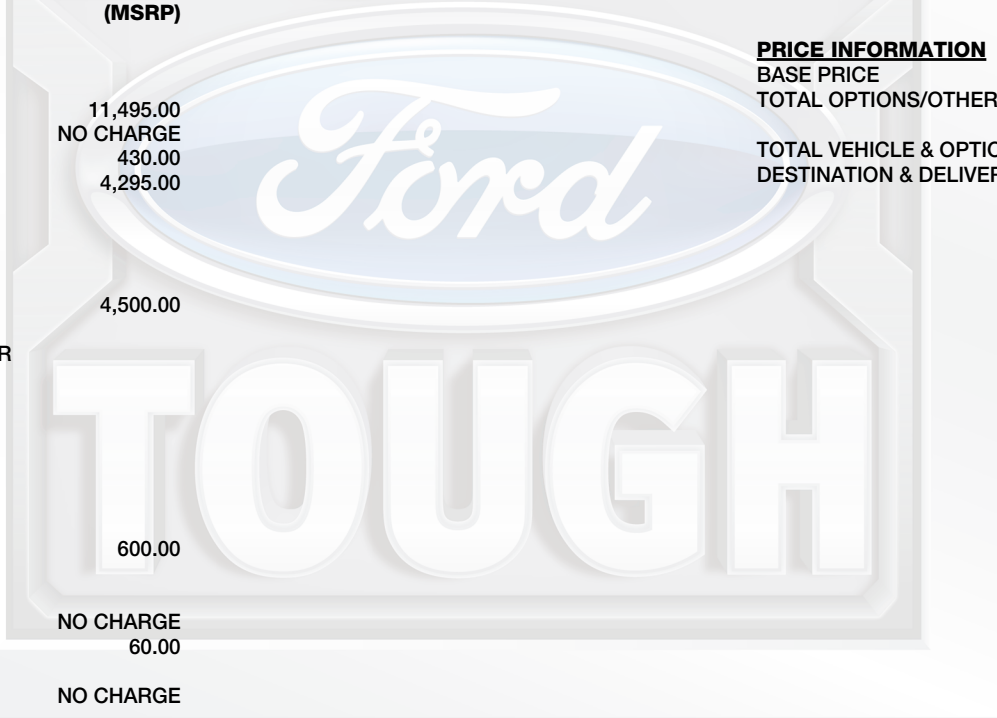 (MSRP)
11,495.00
NO CHARGE
430.00
4,295.00
4,500.00
R
600.00
NO CHARGE
60.00
NO CHARGE
PRICE INFORMATION
BASE PRICE
TOTAL OPTIONS/OTHER
TOTAL VEHICLE & OPTIO
DESTINATION & DELIVER
Ford
TOUGH